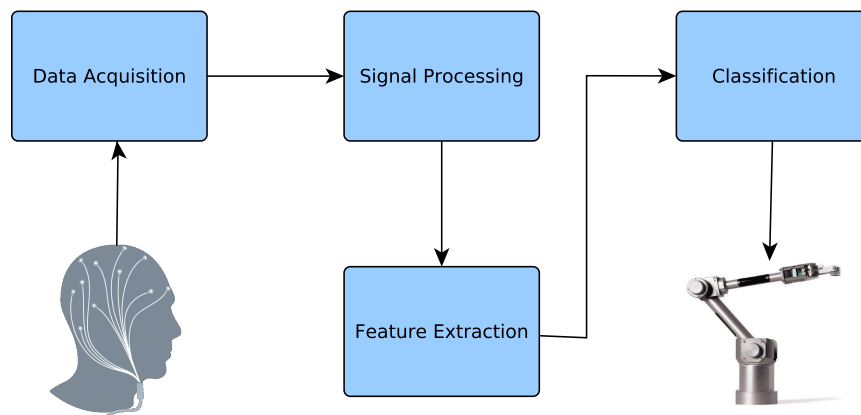 Data Acquisition
Signal Processing
Classification
Feature Extraction